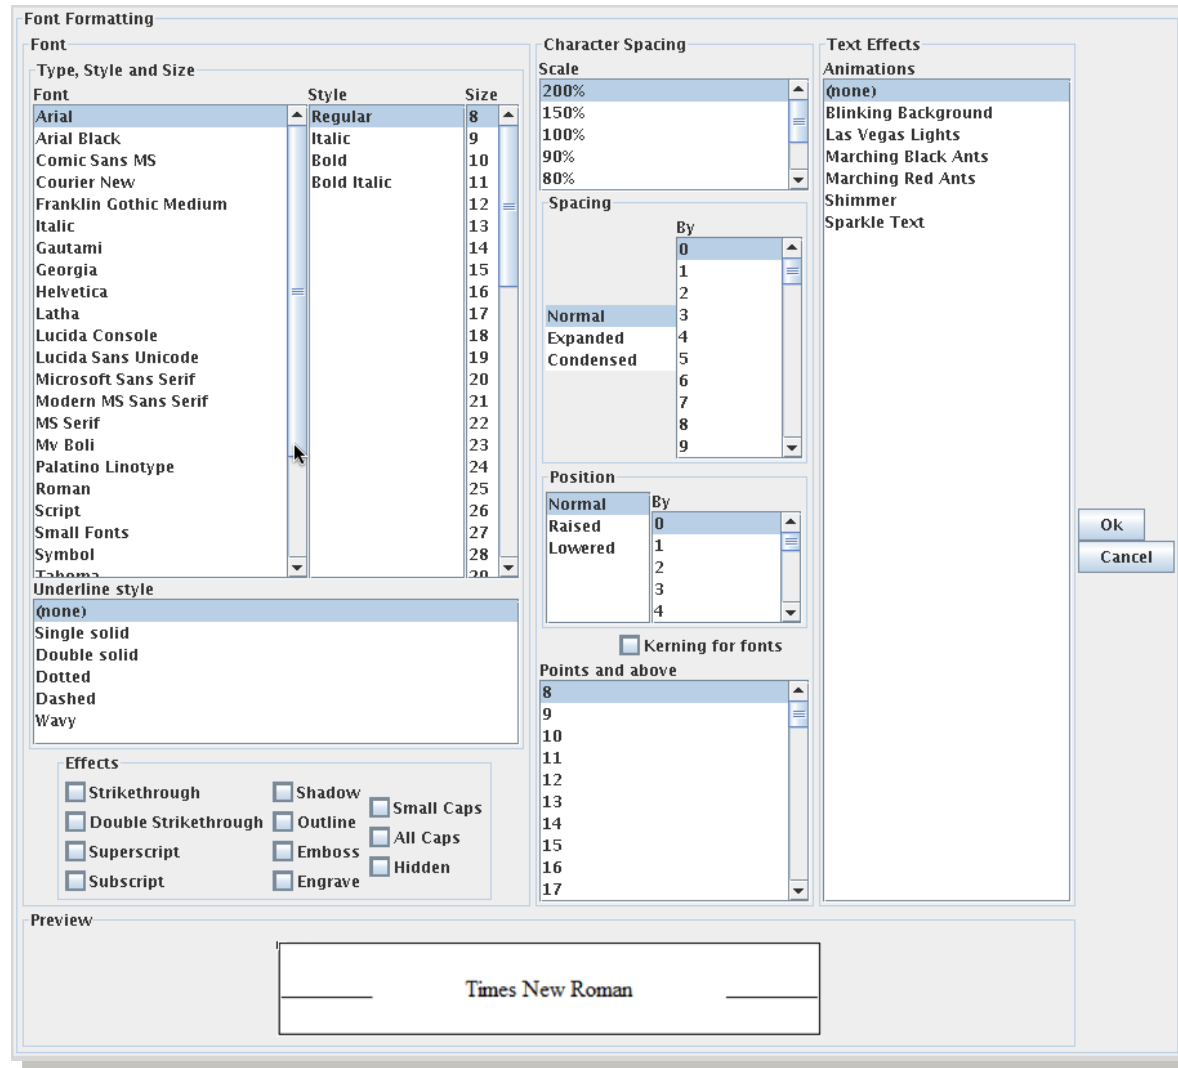 Font Formatting
Font
Type, Style and Size
Font Style Size
Arial
Arial Black
Comic Sans MS
Courier New
Franklin Gothic Medium
Italic
Gautami
Georgia
Helvetica
Latha
Lucida Console
Lucida Sans Unicode
Microsoft Sans Serif
Modern MS Sans Serif
MS Serif
Mv Boli
Palatino Linotype
Roman
Script
Small Fonts
Symbol
Tahoma
Regular
Italic
Bold
Bold Italic
8
9
10
11
12
13
14
15
16
17
18
19
20
21
22
23
24
25
26
27
28
29
Underline style
(none)
Single solid
Double solid
Dotted
Dashed
Wavy
Effects
Strikethrough
Double Strikethrough
Superscript
Subscript
Shadow
Outline
Emboss
Engrave
Small Caps
All Caps
Hidden
Character Spacing
Scale
200%
150%
100%
90%
80%
Spacing
Normal
Expanded
Condensed
By
0
1
2
3
4
5
6
7
8
9
Position
Normal
Raised
Lowered
By
0
1
2
3
4
Kerning for fonts
Points and above
8
9
10
11
12
13
14
15
16
17
Text Effects
Animations
(none)
Blinking Background
Las Vegas Lights
Marching Black Ants
Marching Red Ants
Shimmer
Sparkle Text
Ok
Cancel
Preview
Times New Roman